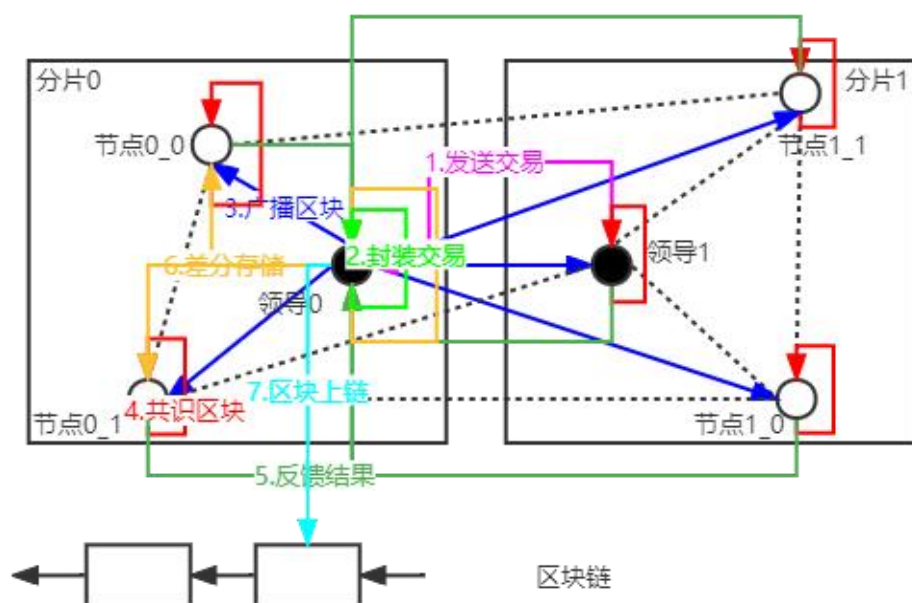 分片0
分片1
节点0_0
节点1_1
1.发送交易
3.广播区块
2.封装交易
领导1
6.差分存储
领导0
7.区块上链
4.共识区块
节点0_1
节点1_0
5.反馈结果
区块链